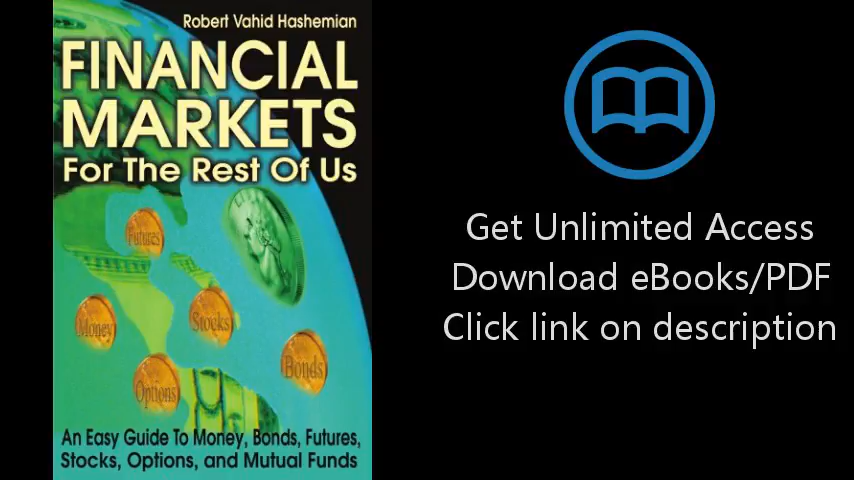 Robert Vahid Hashemian
FINANCIAL
MARKETS
For The Rest Of Us
Futures
Money
Stocks
Options
Bonds
An Easy Guide To Money, Bonds, Futures,
Stocks, Options, and Mutual Funds
Get Unlimited Access
Download eBooks/PDF
Click link on description